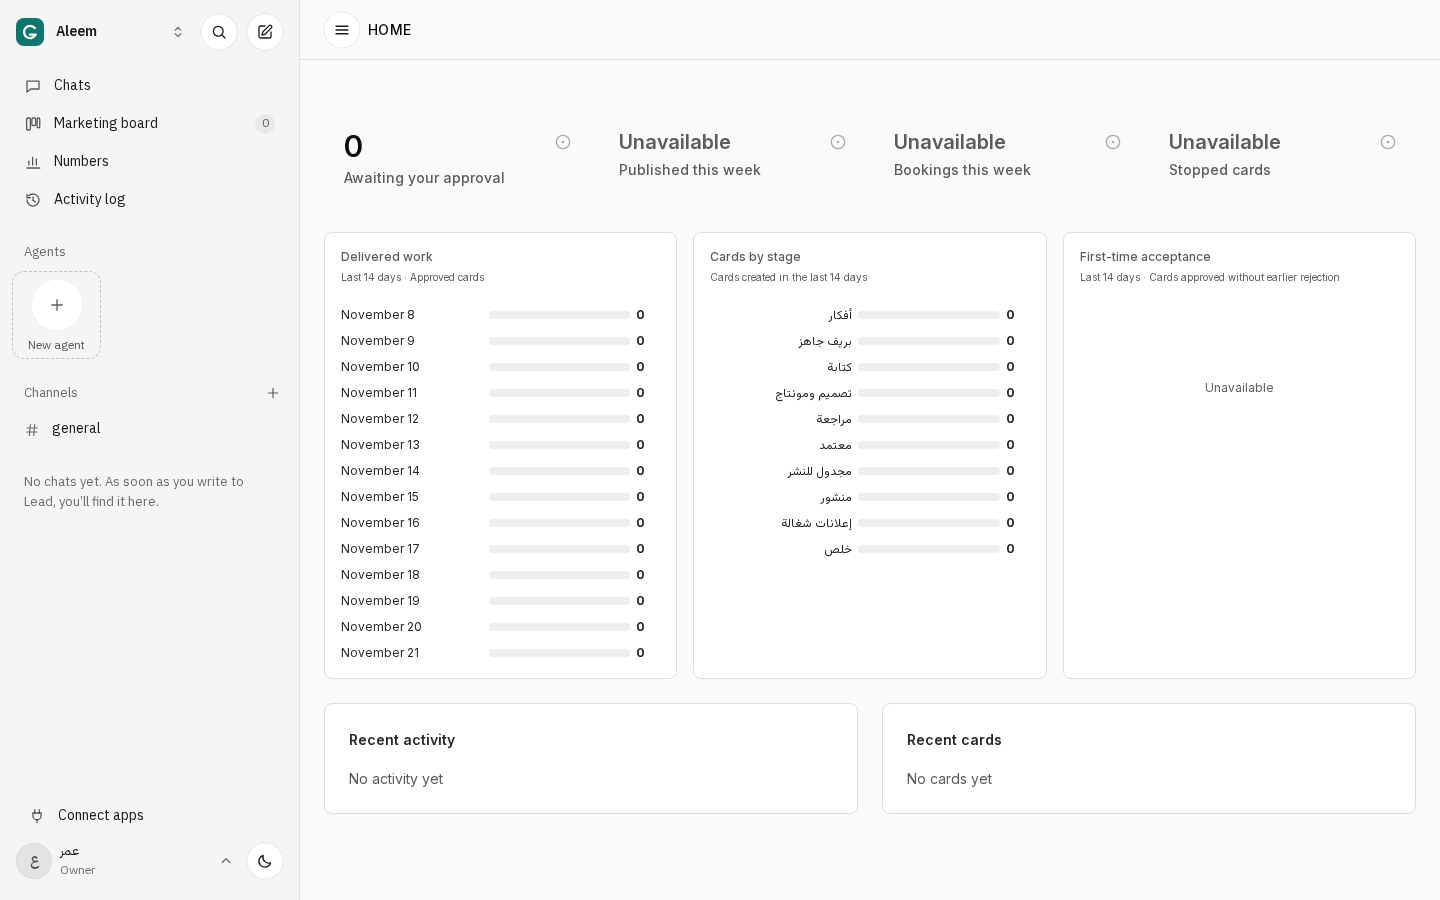 Aleem
Chats
Marketing board 0
Numbers
Activity log
Agents
New agent
Channels
general
No chats yet. As soon as you write to
Lead, you'll find it here.
Connect apps
ع
عمر
Owner
HOME
0
Awaiting your approval
Unavailable
Published this week
Unavailable
Bookings this week
Unavailable
Stopped cards
Delivered work
Last 14 days · Approved cards
November 8 0
November 9 0
November 10 0
November 11 0
November 12 0
November 13 0
November 14 0
November 15 0
November 16 0
November 17 0
November 18 0
November 19 0
November 20 0
November 21 0
Cards by stage
Cards created in the last 14 days
أفكار 0
بريف جاهز 0
كتابة 0
تصميم ومونتاج 0
مراجعة 0
معتمد 0
مجدول للنشر 0
منشور 0
إعلانات شغالة 0
خلص 0
First-time acceptance
Last 14 days · Cards approved without earlier rejection
Unavailable
Recent activity
No activity yet
Recent cards
No cards yet